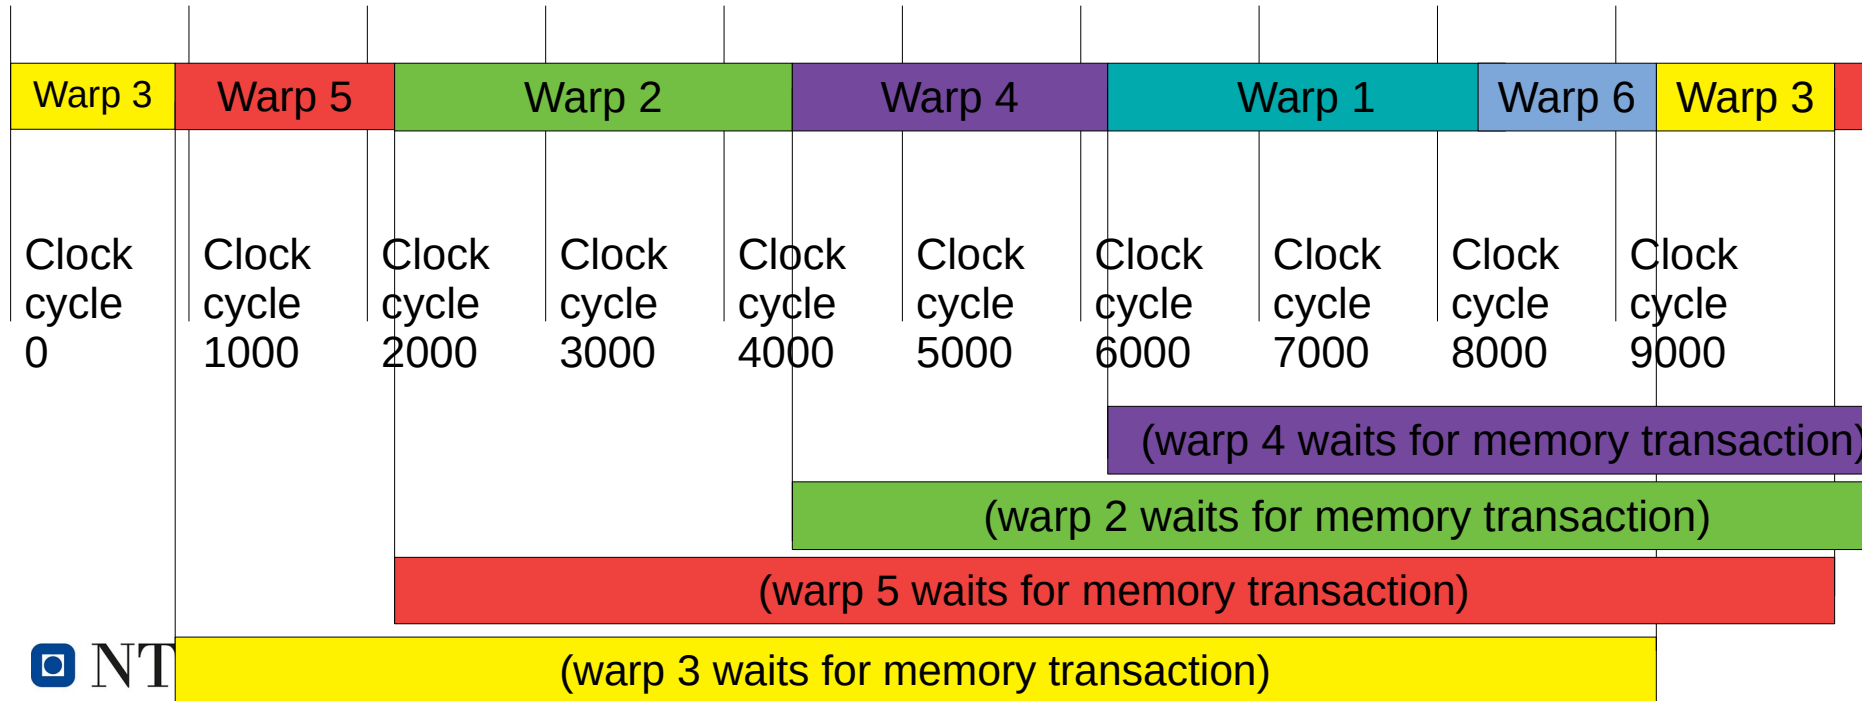 Warp 3 Warp 5 Warp 2 Warp 4 Warp 1 Warp 6 Warp 3
Clock Clock Clock Clock Clock Clock Clock Clock Clock Clock
cycle cycle cycle cycle cycle cycle cycle cycle cycle cycle
0 1000 2000 3000 4000 5000 6000 7000 8000 9000
(warp 4 waits for memory transaction)
(warp 2 waits for memory transaction)
(warp 5 waits for memory transaction)
NT (warp 3 waits for memory transaction)